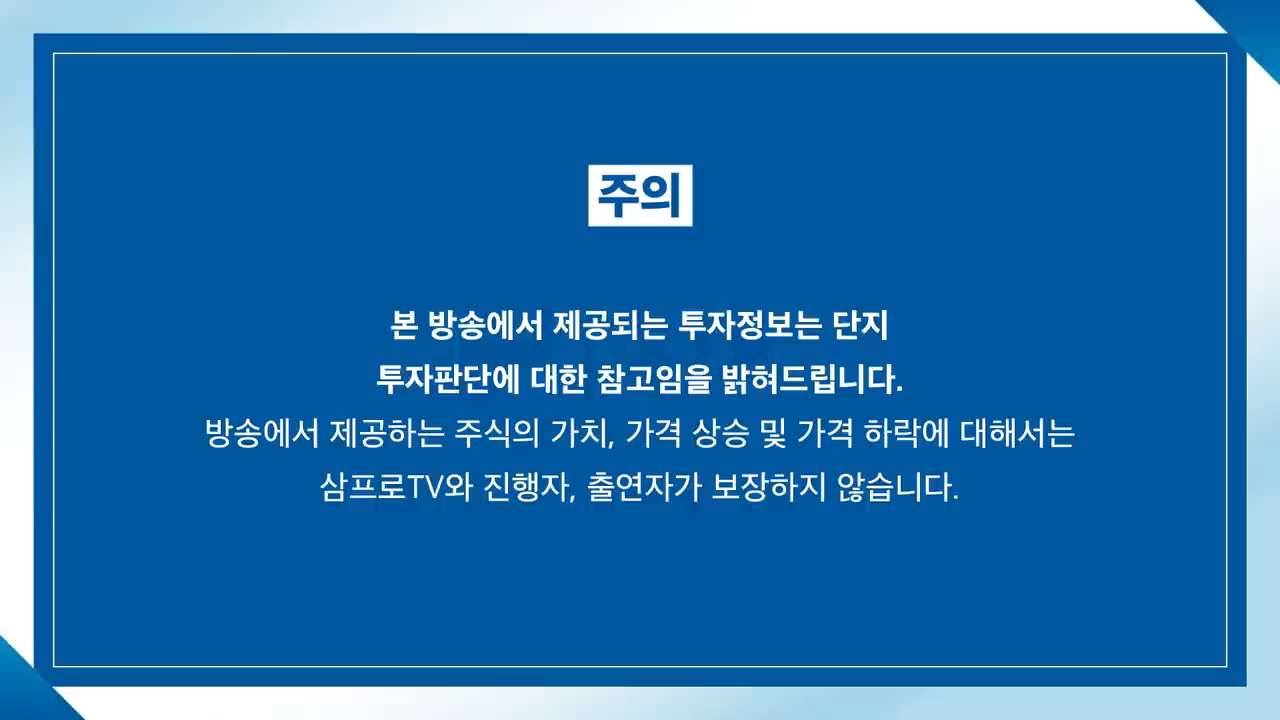 주의
본 방송에서 제공되는 투자정보는 단지
투자판단에 대한 참고임을 밝혀드립니다.
방송에서 제공하는 주식의 가치, 가격 상승 및 가격 하락에 대해서는
삼프로TV와 진행자, 출연자가 보장하지 않습니다.